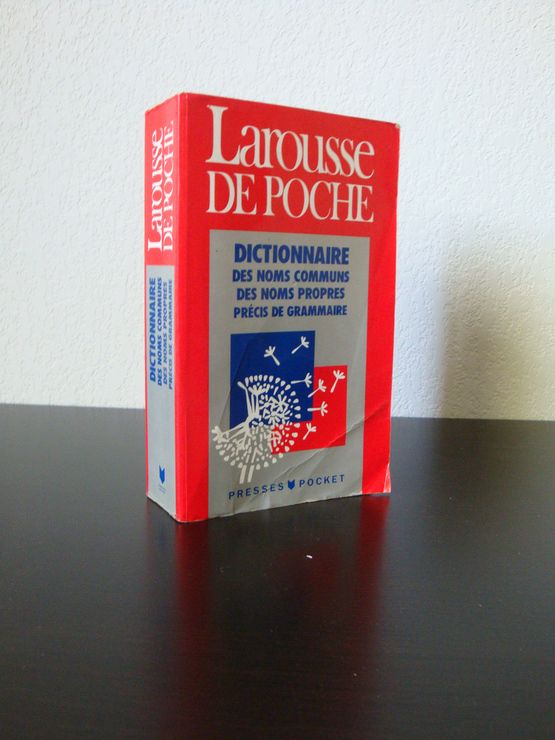 Larousse
DE POCHE
DICTIONNAIRE
DES NOMS COMMUNS
DES NOMS PROPRES
PRÉCIS DE GRAMMAIRE
Larousse
DE POCHE
DICTIONNAIRE
DES NOMS COMMUNS
DES NOMS PROPRES
PRÉCIS DE GRAMMAIRE
PRESSES POCKET